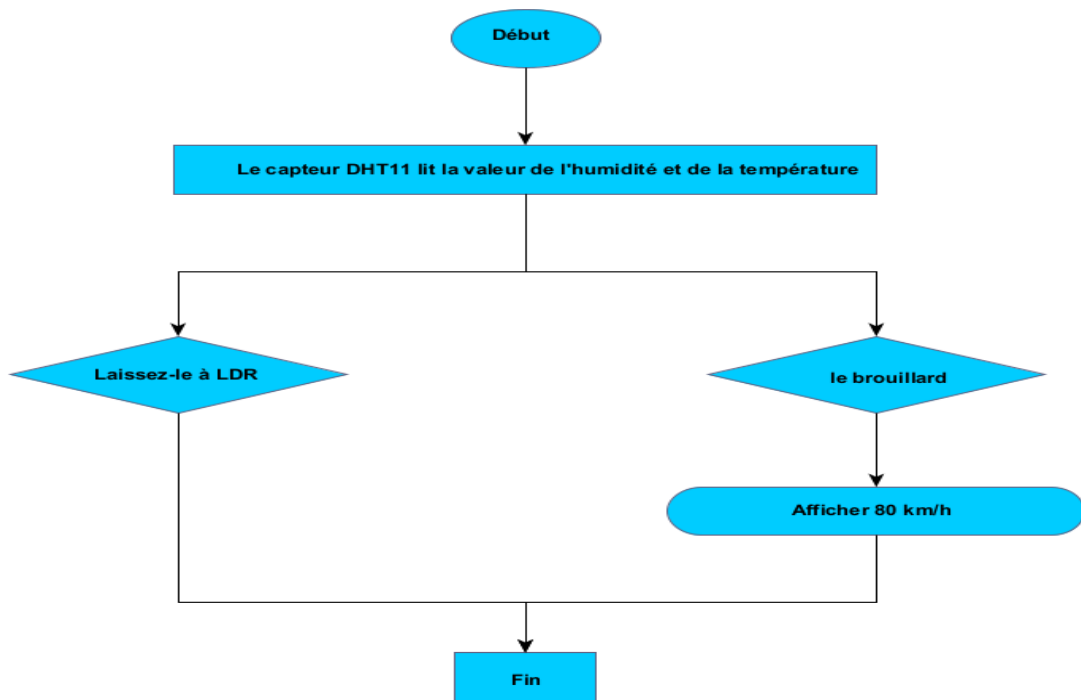 Début
Le capteur DHT11 lit la valeur de l'humidité et de la température
Laissez-le à LDR
le brouillard
Afficher 80 km/h
Fin